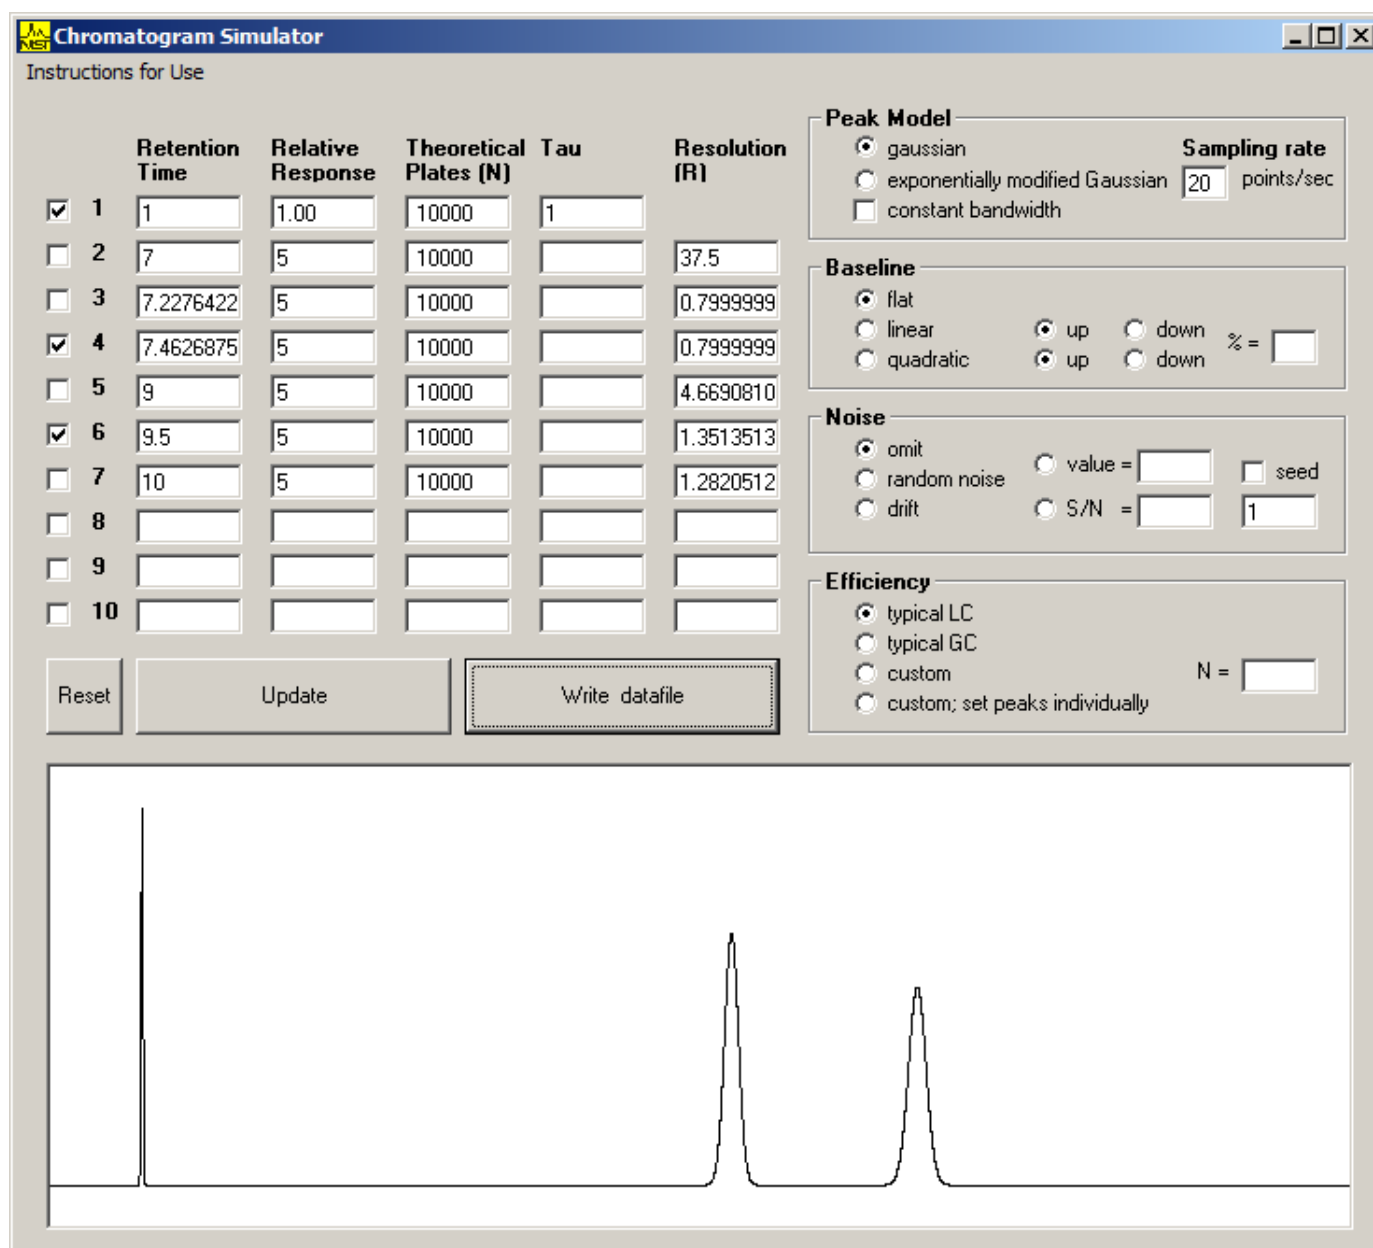 NIST Chromatogram Simulator
Instructions for Use
Retention Time Relative Response Theoretical Plates (N) Tau Resolution (R)
1 1 1.00 10000 1
2 7 5 10000 37.5
3 7.2276422 5 10000 0.7999999
4 7.4626875 5 10000 0.7999999
5 9 5 10000 4.6690810
6 9.5 5 10000 1.3513513
7 10 5 10000 1.2820512
8
9
10
Reset Update Write datafile
Peak Model
gaussian Sampling rate
exponentially modified Gaussian 20 points/sec
constant bandwidth
Baseline
flat
linear up down % =
quadratic up down
Noise
omit value =
random noise seed
drift S/N = 1
Efficiency
typical LC
typical GC
custom N =
custom; set peaks individually